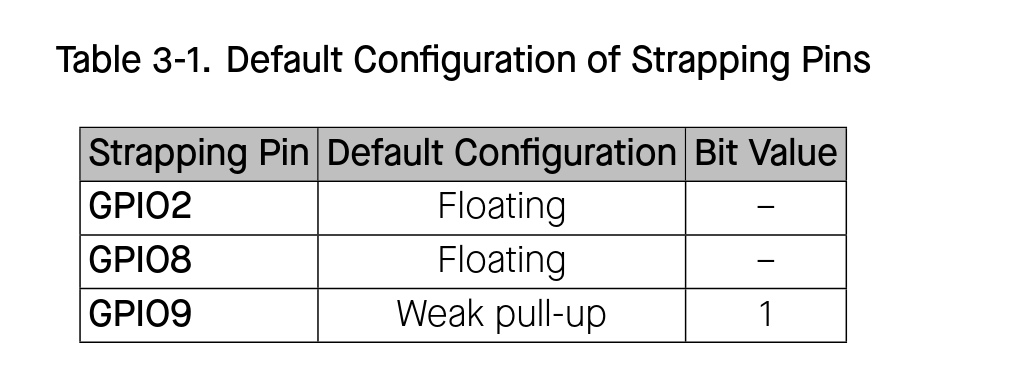 Table 3-1. Default Configuration of Strapping Pins
Strapping Pin Default Configuration Bit Value
GPIO2 Floating –
GPIO8 Floating –
GPIO9 Weak pull-up 1